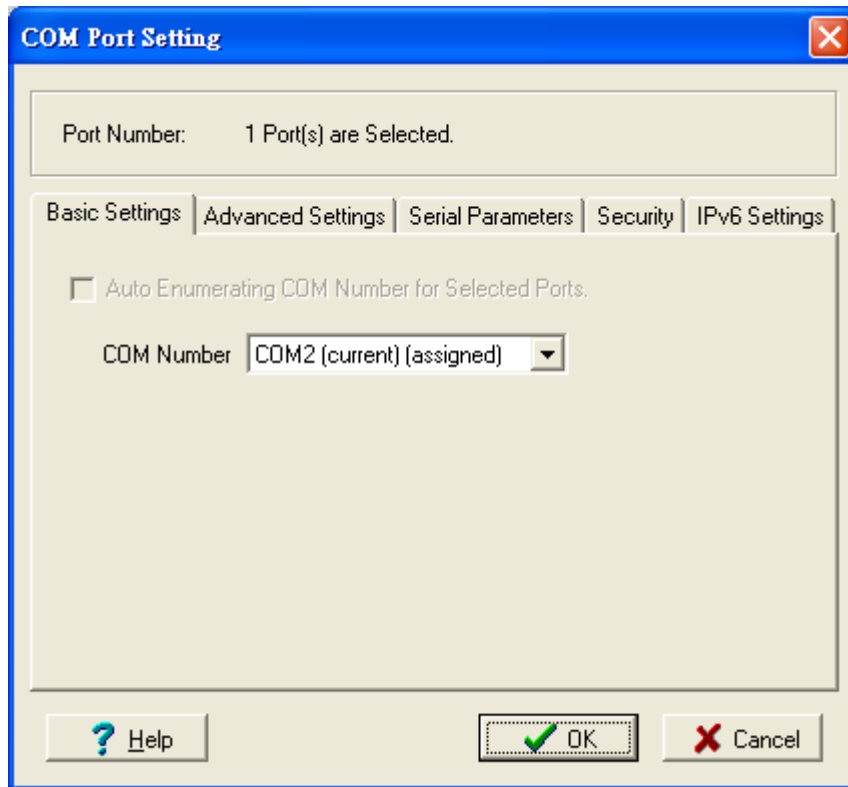 COM Port Setting
Port Number: 1 Port(s) are Selected.
Basic Settings Advanced Settings Serial Parameters Security IPv6 Settings
Auto Enumerating COM Number for Selected Ports.
COM Number COM2 (current) (assigned)
Help OK Cancel